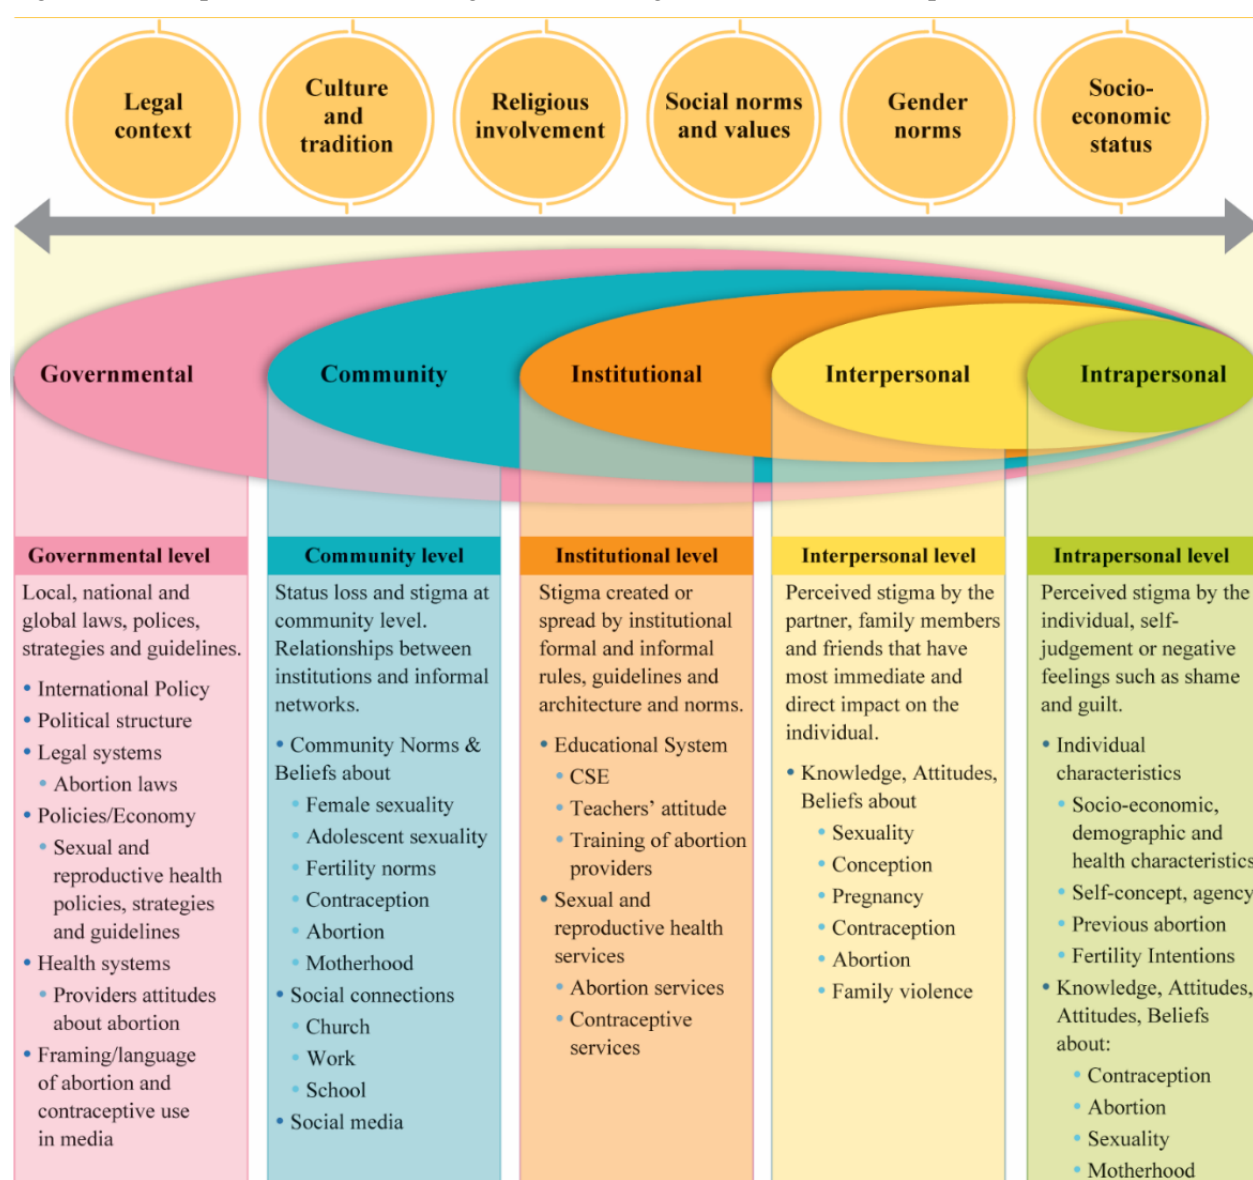 Legal
context
Culture
and
tradition
Religious
involvement
Social norms
and values
Gender
norms
Socio-
economic
status
Governmental
Community
Institutional
Interpersonal
Intrapersonal
Governmental level
Local, national and
global laws, polices,
strategies and guidelines.
• International Policy
• Political structure
• Legal systems
• Abortion laws
• Policies/Economy
• Sexual and
reproductive health
policies, strategies
and guidelines
• Health systems
• Providers attitudes
about abortion
• Framing/language
of abortion and
contraceptive use
in media
Community level
Status loss and stigma at
community level.
Relationships between
institutions and informal
networks.
• Community Norms &
Beliefs about
• Female sexuality
• Adolescent sexuality
• Fertility norms
• Contraception
• Abortion
• Motherhood
• Social connections
• Church
• Work
• School
• Social media
Institutional level
Stigma created or
spread by institutional
formal and informal
rules, guidelines and
architecture and norms.
• Educational System
• CSE
• Teachers’ attitude
• Training of abortion
providers
• Sexual and
reproductive health
services
• Abortion services
• Contraceptive
services
Interpersonal level
Perceived stigma by the
partner, family members
and friends that have
most immediate and
direct impact on the
individual.
• Knowledge, Attitudes,
Beliefs about
• Sexuality
• Conception
• Pregnancy
• Contraception
• Abortion
• Family violence
Intrapersonal level
Perceived stigma by the
individual, self-
judgement or negative
feelings such as shame
and guilt.
• Individual
characteristics
• Socio-economic,
demographic and
health characteristics
• Self-concept, agency
• Previous abortion
• Fertility Intentions
• Knowledge, Attitudes,
Attitudes, Beliefs
about:
• Contraception
• Abortion
• Sexuality
• Motherhood